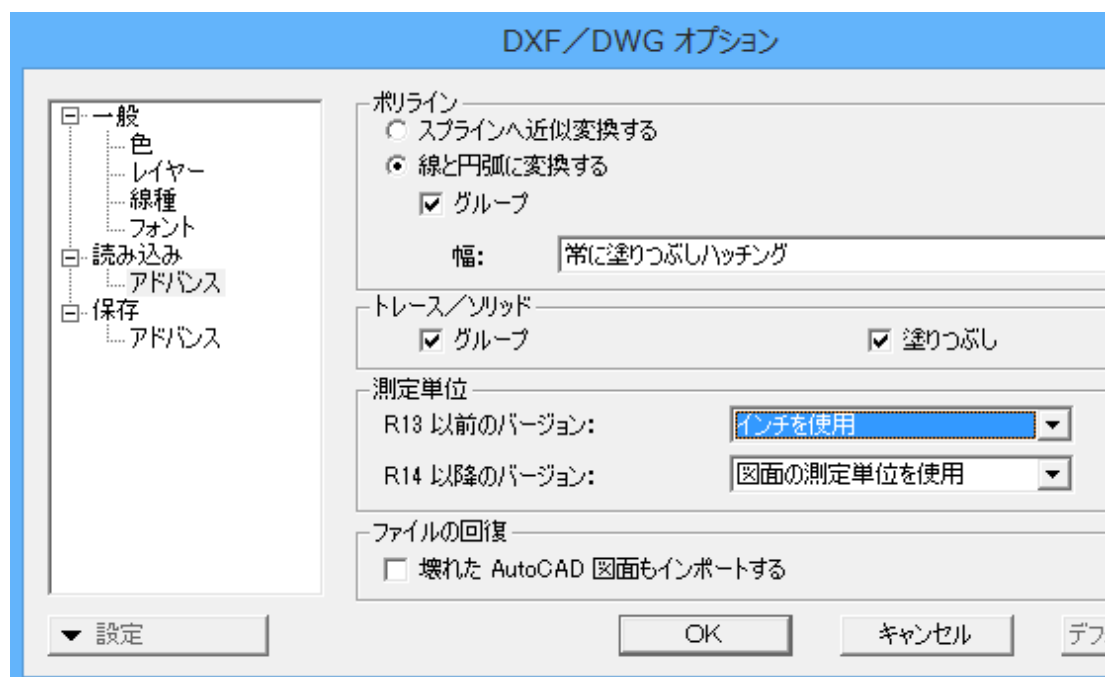 DXF／DWG オプション
一般
色
レイヤー
線種
フォント
読み込み
アドバンス
保存
アドバンス
ポリライン
スプラインへ近似変換する
線と円弧に変換する
グループ
幅: 常に塗りつぶしハッチング
トレース／ソリッド
グループ 塗りつぶし
測定単位
R13 以前のバージョン: インチを使用
R14 以降のバージョン: 図面の測定単位を使用
ファイルの回復
壊れた AutoCAD 図面もインポートする
設定 OK キャンセル デフ